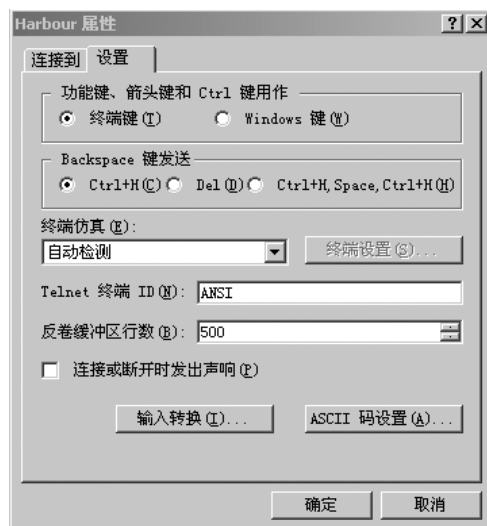 Harbour 属性
连接到 设置
功能键、箭头键和 Ctrl 键用作
终端键(T) Windows 键(W)
Backspace 键发送
Ctrl+H(C) Del(D) Ctrl+H,Space,Ctrl+H(H)
终端仿真(E):
自动检测 终端设置(S)...
Telnet 终端 ID(N): ANSI
反卷缓冲区行数(B): 500
连接或断开时发出声响(P)
输入转换(I)... ASCII 码设置(A)...
确定 取消